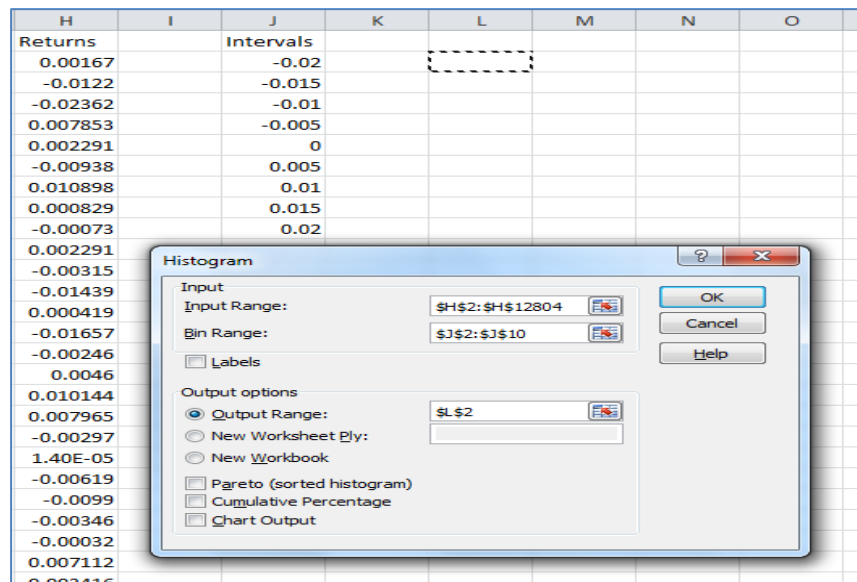 H I J K L M N O
Returns Intervals
0.00167 -0.02
-0.0122 -0.015
-0.02362 -0.01
0.007853 -0.005
0.002291 0
-0.00938 0.005
0.010898 0.01
0.000829 0.015
-0.00073 0.02
0.002291
-0.00315
-0.01439
0.000419
-0.01657
-0.00246
0.0046
0.010144
0.007965
-0.00297
1.40E-05
-0.00619
-0.0099
-0.00346
-0.00032
0.007112
Histogram
Input
Input Range: $H$2:$H$12804
Bin Range: $J$2:$J$10
Labels
Output options
Output Range: $L$2
New Worksheet Ply:
New Workbook
Pareto (sorted histogram)
Cumulative Percentage
Chart Output
OK
Cancel
Help